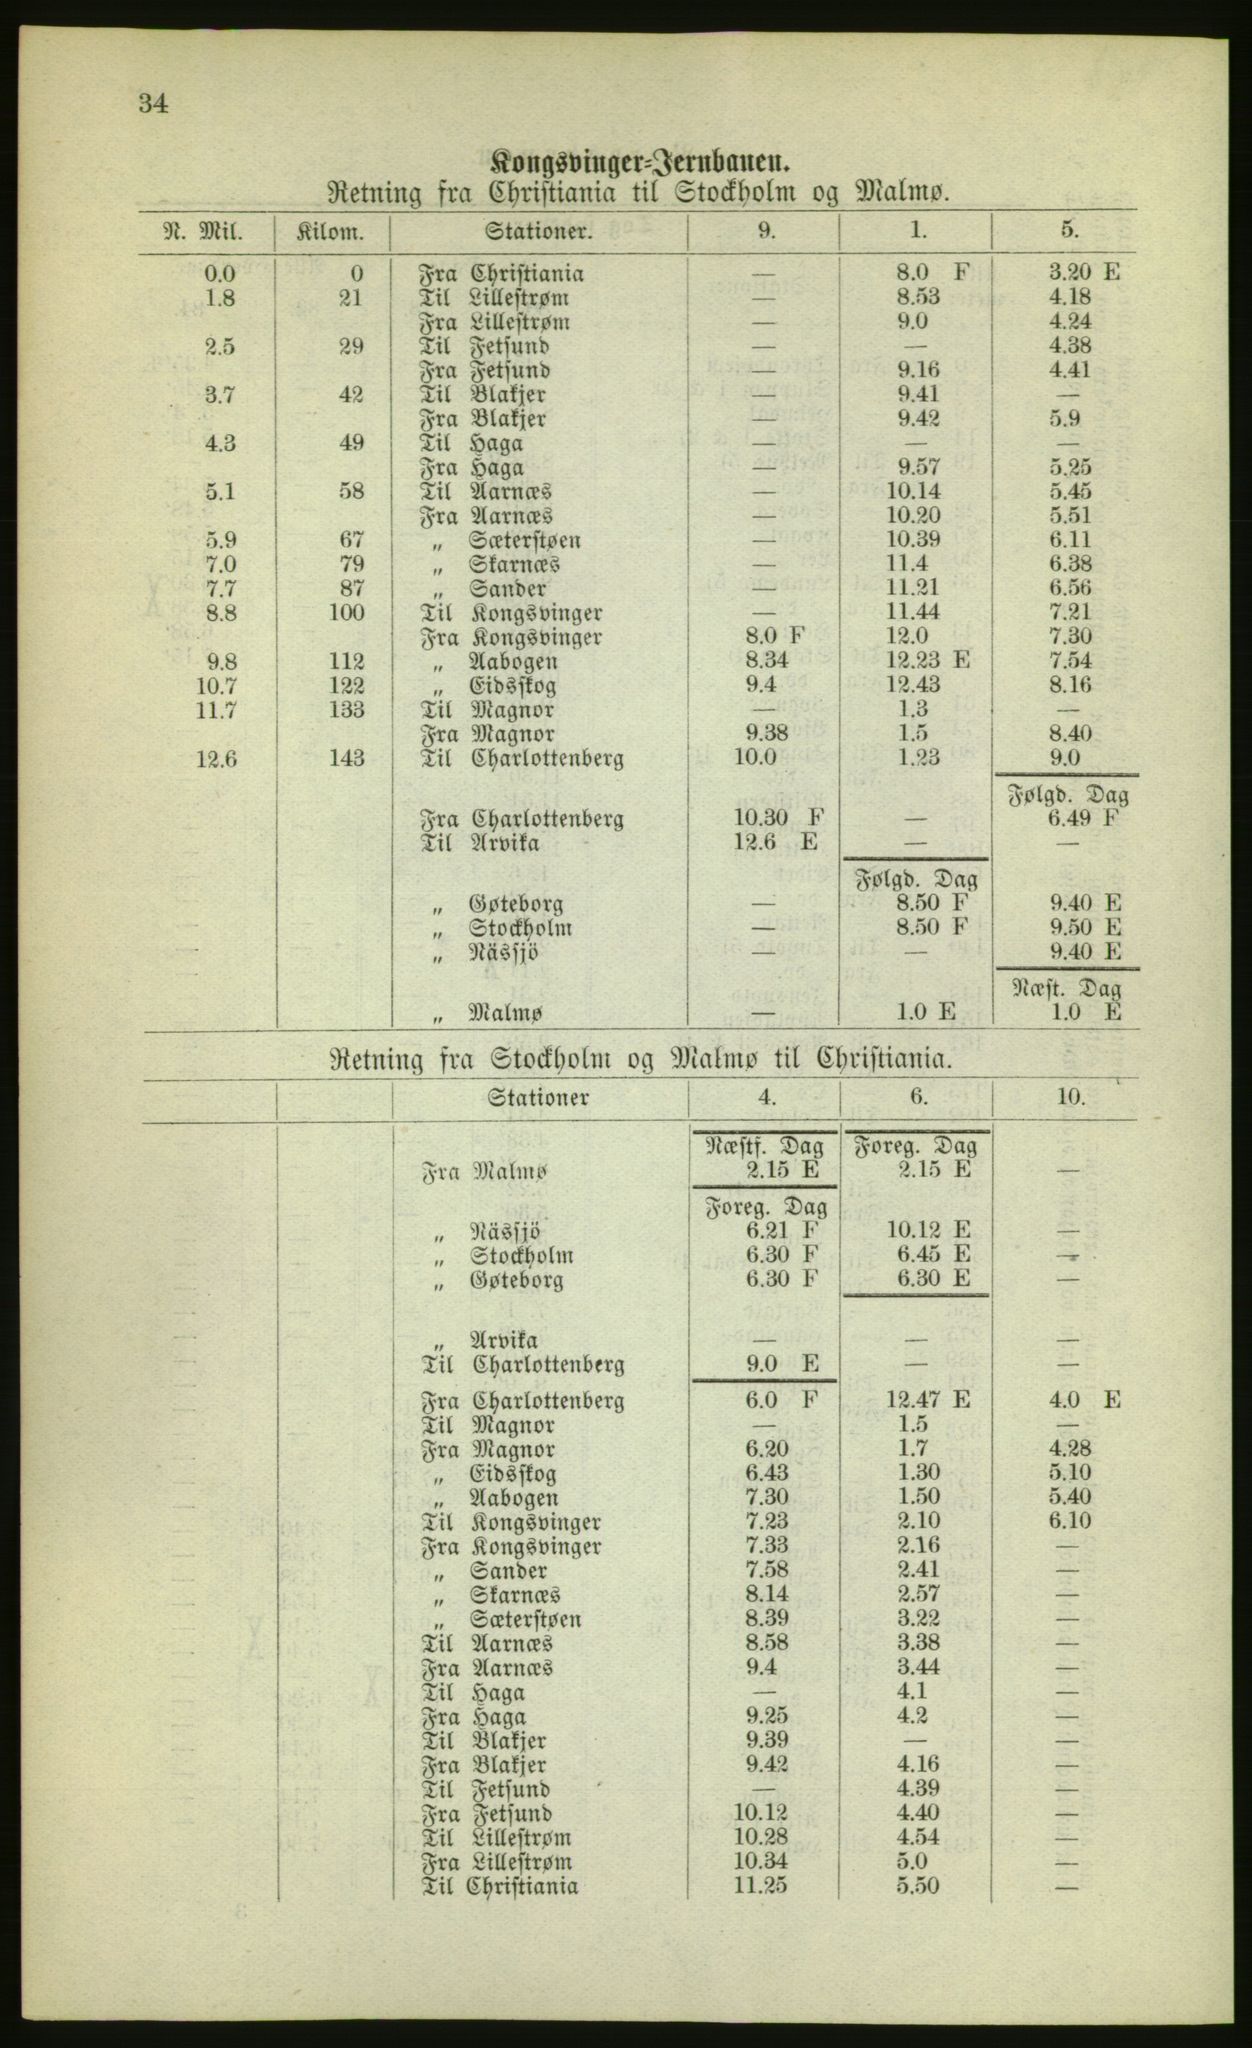 34
Kongsvinger-Jernbanen.
Retning fra Christiania til Stockholm og Malmø.
N. Mil. Kilom. Stationer. 9. 1. 5.
0.0 0 Fra Christiania — 8.0 F 3.20 E
1.8 21 Til Lillestrøm — 8.53 4.18
Fra Lillestrøm — 9.0 4.24
2.5 29 Til Fetsund — — 4.38
Fra Fetsund — 9.16 4.41
3.7 42 Til Blakjer — 9.41 —
Fra Blakjer — 9.42 5.9
4.3 49 Til Haga — — —
Fra Haga — 9.57 5.25
5.1 58 Til Aarnæs — 10.14 5.45
Fra Aarnæs — 10.20 5.51
5.9 67 „ Sæterstøen — 10.39 6.11
7.0 79 „ Skarnæs — 11.4 6.38
7.7 87 „ Sander — 11.21 6.56
8.8 100 Til Kongsvinger — 11.44 7.21
Fra Kongsvinger 8.0 F 12.0 7.30
9.8 112 „ Aabogen 8.34 12.23 E 7.54
10.7 122 „ Eidsskog 9.4 12.43 8.16
11.7 133 Til Magnor — 1.3 —
Fra Magnor 9.38 1.5 8.40
12.6 143 Til Charlottenberg 10.0 1.23 9.0
Følgd. Dag
Fra Charlottenberg 10.30 F — 6.49 F
Til Arvika 12.6 E — —
Følgd. Dag
„ Gøteborg — 8.50 F 9.40 E
„ Stockholm — 8.50 F 9.50 E
„ Nässjö — — 9.40 E
Næst. Dag
„ Malmø — 1.0 E 1.0 E
Retning fra Stockholm og Malmø til Christiania.
Stationer 4. 6. 10.
Næstf. Dag Foreg. Dag
Fra Malmø 2.15 E 2.15 E —
Foreg. Dag
„ Nässjö 6.21 F 10.12 E —
„ Stockholm 6.30 F 6.45 E —
„ Gøteborg 6.30 F 6.30 E —
„ Arvika — — —
Til Charlottenberg 9.0 E — —
Fra Charlottenberg 6.0 F 12.47 E 4.0 E
Til Magnor — 1.5 —
Fra Magnor 6.20 1.7 4.28
„ Eidsskog 6.43 1.30 5.10
„ Aabogen 7.30 1.50 5.40
Til Kongsvinger 7.23 2.10 6.10
Fra Kongsvinger 7.33 2.16 —
„ Sander 7.58 2.41 —
„ Skarnæs 8.14 2.57 —
„ Sæterstøen 8.39 3.22 —
Til Aarnæs 8.58 3.38 —
Fra Aarnæs 9.4 3.44 —
Til Haga — 4.1 —
Fra Haga 9.25 4.2 —
Til Blakjer 9.39 — —
Fra Blakjer 9.42 4.16 —
Til Fetsund — 4.39 —
Fra Fetsund 10.12 4.40 —
Til Lillestrøm 10.28 4.54 —
Fra Lillestrøm 10.34 5.0 —
Til Christiania 11.25 5.50 —